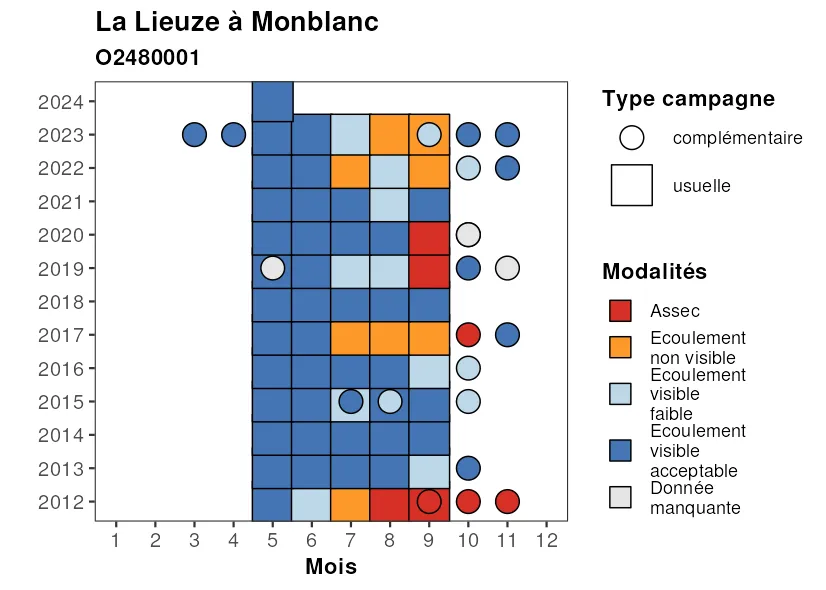 La Lieuze à Monblanc
O2480001
2024
2023
2022
2021
2020
2019
2018
2017
2016
2015
2014
2013
2012
1 2 3 4 5 6 7 8 9 10 11 12
Mois
Type campagne
complémentaire
usuelle
Modalités
Assec
Ecoulement
non visible
Ecoulement
visible
faible
Ecoulement
visible
acceptable
Donnée
manquante